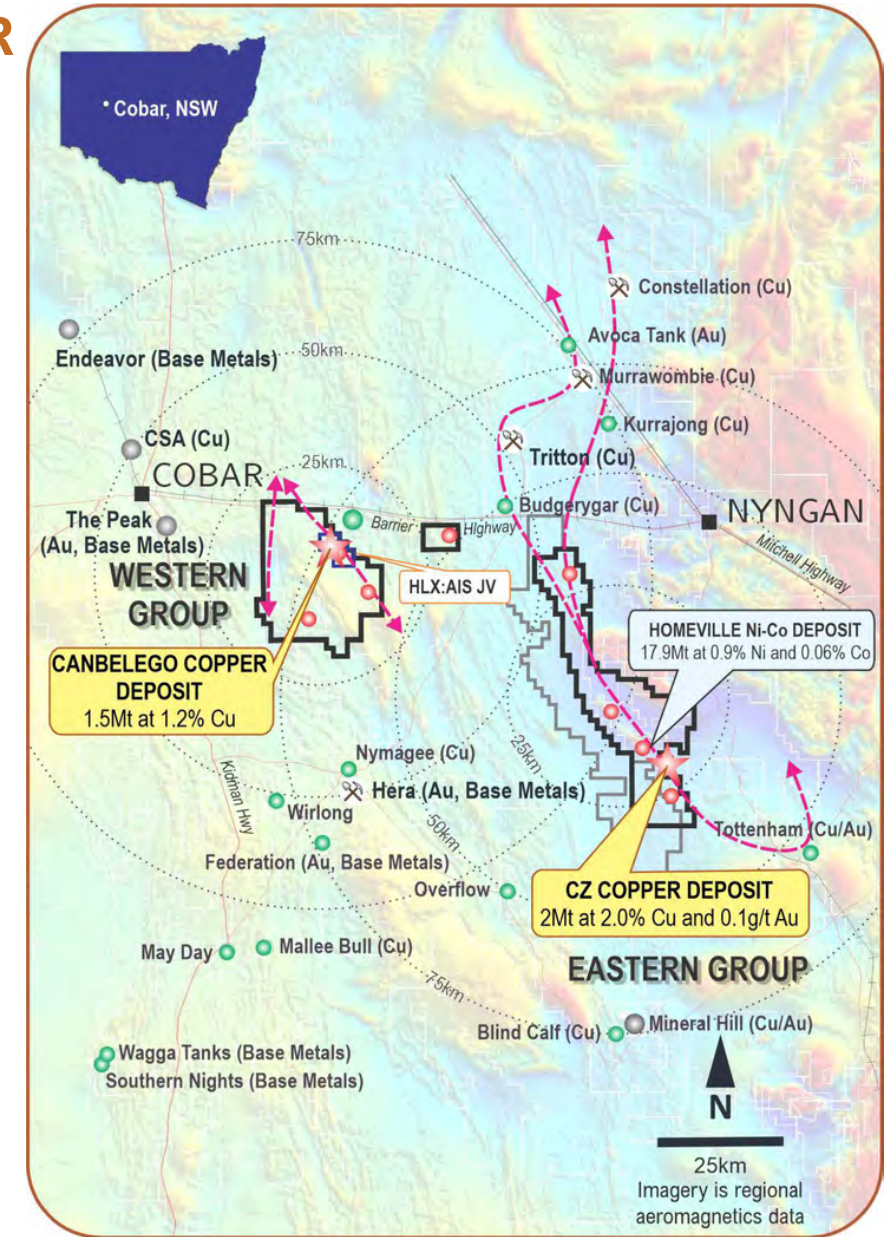 R
Cobar, NSW
75km
Constellation (Cu)
Avoca Tank (Au)
Endeavor (Base Metals)
50km
Murrawombie (Cu)
Kurrajong (Cu)
CSA (Cu)
Tritton (Cu)
25km
COBAR
Budgerygar (Cu)
NYNGAN
The Peak
(Au, Base Metals)
Barrier
Highway
Mitchell Highway
WESTERN
GROUP
HLX:AIS JV
HOMEVILLE Ni-Co DEPOSIT
17.9Mt at 0.9% Ni and 0.06% Co
CANBELEGO COPPER
DEPOSIT
1.5Mt at 1.2% Cu
Nymagee (Cu)
25km
Kidman Hwy
Hera (Au, Base Metals)
Wirlong
50km
Tottenham (Cu/Au)
Federation (Au, Base Metals)
Overflow
CZ COPPER DEPOSIT
2Mt at 2.0% Cu and 0.1g/t Au
May Day
Mallee Bull (Cu)
EASTERN GROUP
75km
Blind Calf (Cu)
Mineral Hill (Cu/Au)
Wagga Tanks (Base Metals)
Southern Nights (Base Metals)
N
25km
Imagery is regional
aeromagnetics data